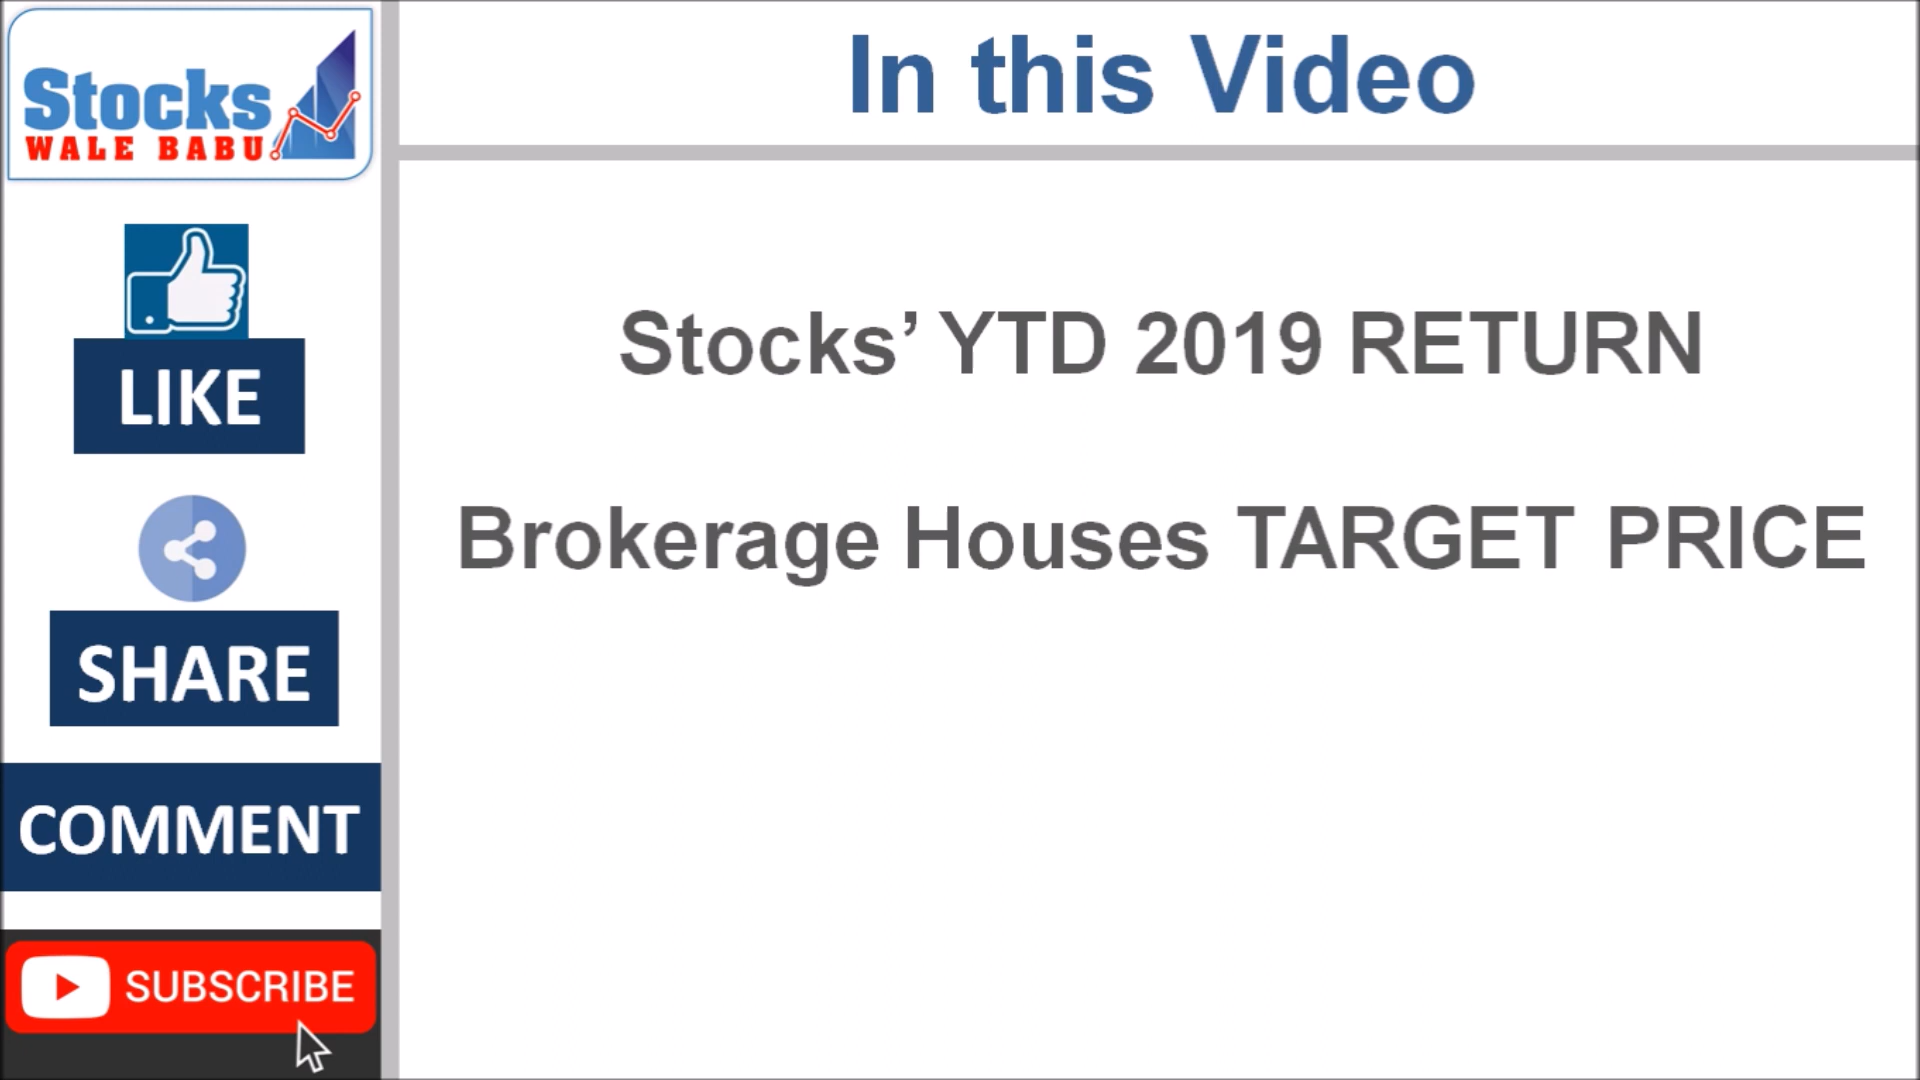 Stocks
WALE BABU
LIKE
SHARE
COMMENT
SUBSCRIBE
In this Video
Stocks’ YTD 2019 RETURN
Brokerage Houses TARGET PRICE